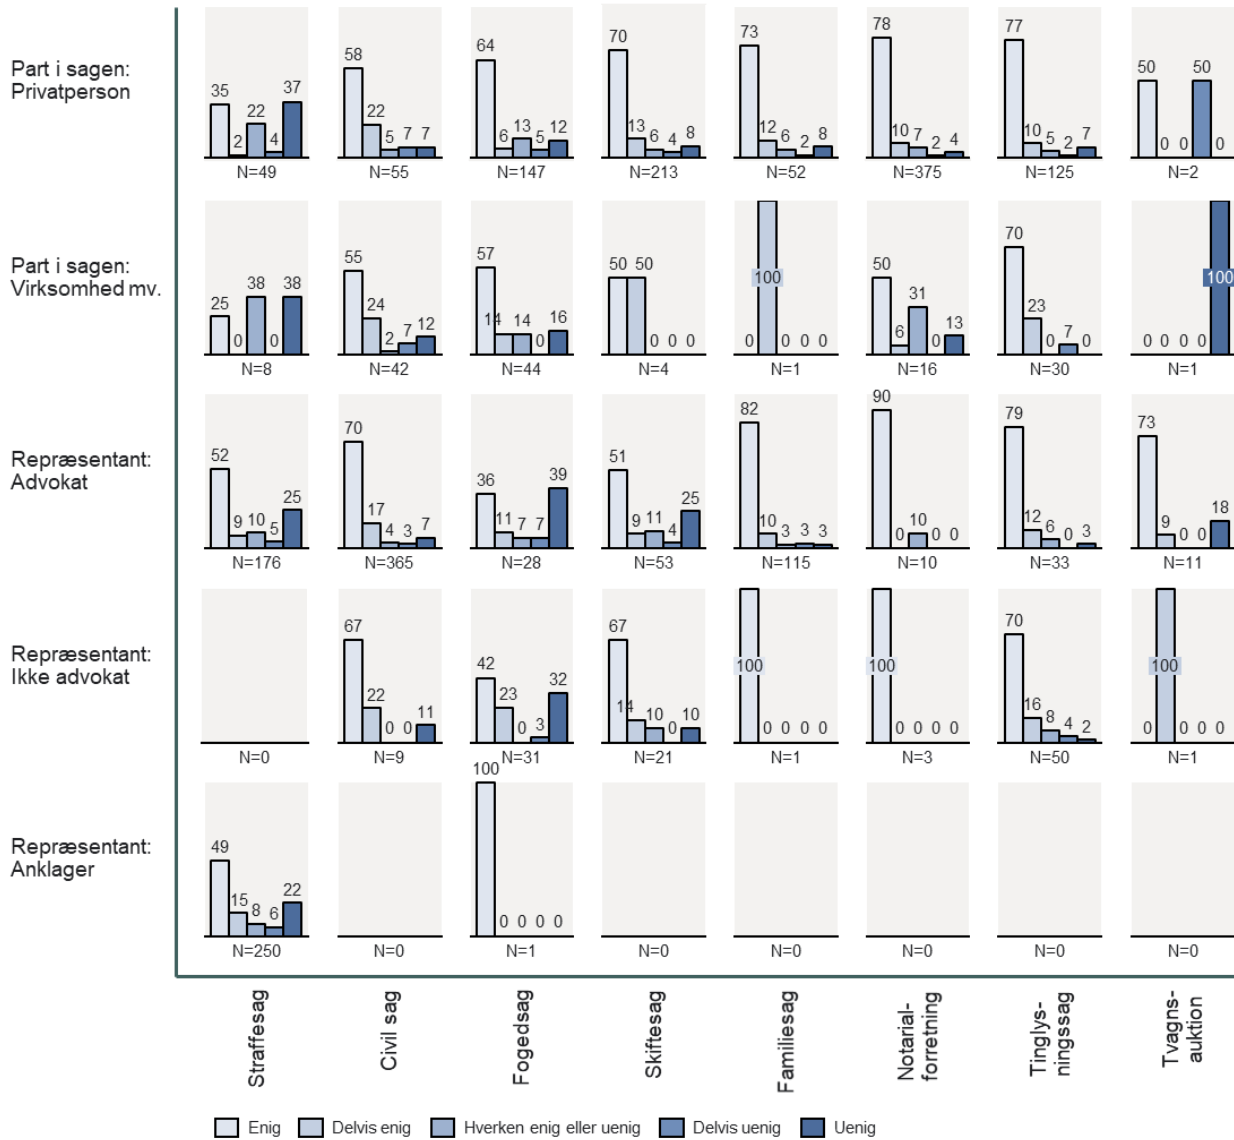 Part i sagen:
Privatperson
35 2 22 4 37
N=49
58 22 5 7 7
N=55
64 6 13 5 12
N=147
70 13 6 4 8
N=213
73 12 6 2 8
N=52
78 10 7 2 4
N=375
77 10 5 2 7
N=125
50 0 0 50 0
N=2
Part i sagen:
Virksomhed mv.
25 0 38 0 38
N=8
55 24 2 7 12
N=42
57 14 14 0 16
N=44
50 50 0 0 0
N=4
0 100 0 0 0
N=1
50 6 31 0 13
N=16
70 23 0 7 0
N=30
0 0 0 0 100
N=1
Repræsentant:
Advokat
52 9 10 5 25
N=176
70 17 4 3 7
N=365
36 11 7 7 39
N=28
51 9 11 4 25
N=53
82 10 3 3 3
N=115
90 0 10 0 0
N=10
79 12 6 0 3
N=33
73 9 0 0 18
N=11
Repræsentant:
Ikke advokat
N=0
67 22 0 0 11
N=9
42 23 0 3 32
N=31
67 14 10 0 10
N=21
100 0 0 0 0
N=1
100 0 0 0 0
N=3
70 16 8 4 2
N=50
0 100 0 0 0
N=1
Repræsentant:
Anklager
49 15 8 6 22
N=250
N=0
100 0 0 0 0
N=1
N=0
N=0
N=0
N=0
N=0
Straffesag
Civil sag
Fogedsag
Skiftesag
Familiesag
Notarial-
forretning
Tinglys-
ningssag
Tvagns-
auktion
Enig
Delvis enig
Hverken enig eller uenig
Delvis uenig
Uenig